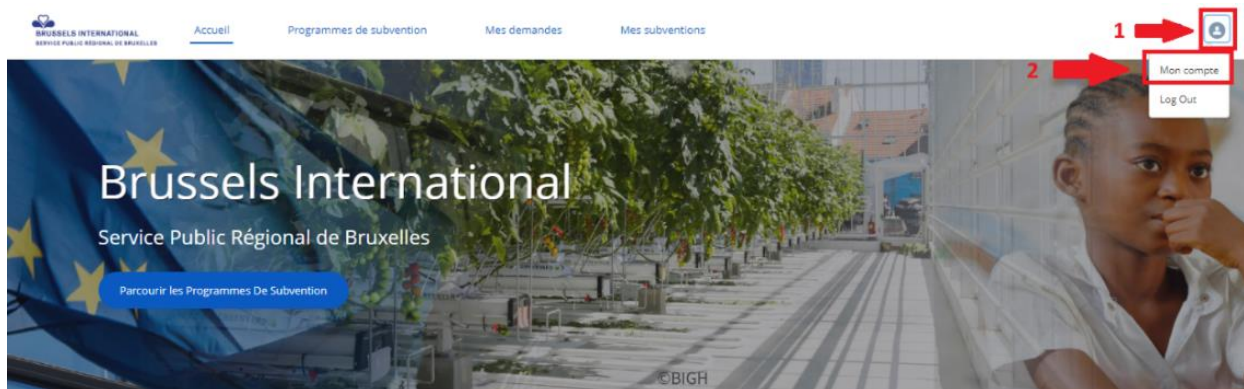 BRUSSELS INTERNATIONAL
SERVICE PUBLIC RÉGIONAL DE BRUXELLES
Accueil
Programmes de subvention
Mes demandes
Mes subventions
1
2
Mon compte
Log Out
Brussels International
Service Public Régional de Bruxelles
Parcourir les Programmes De Subvention
©BIGH